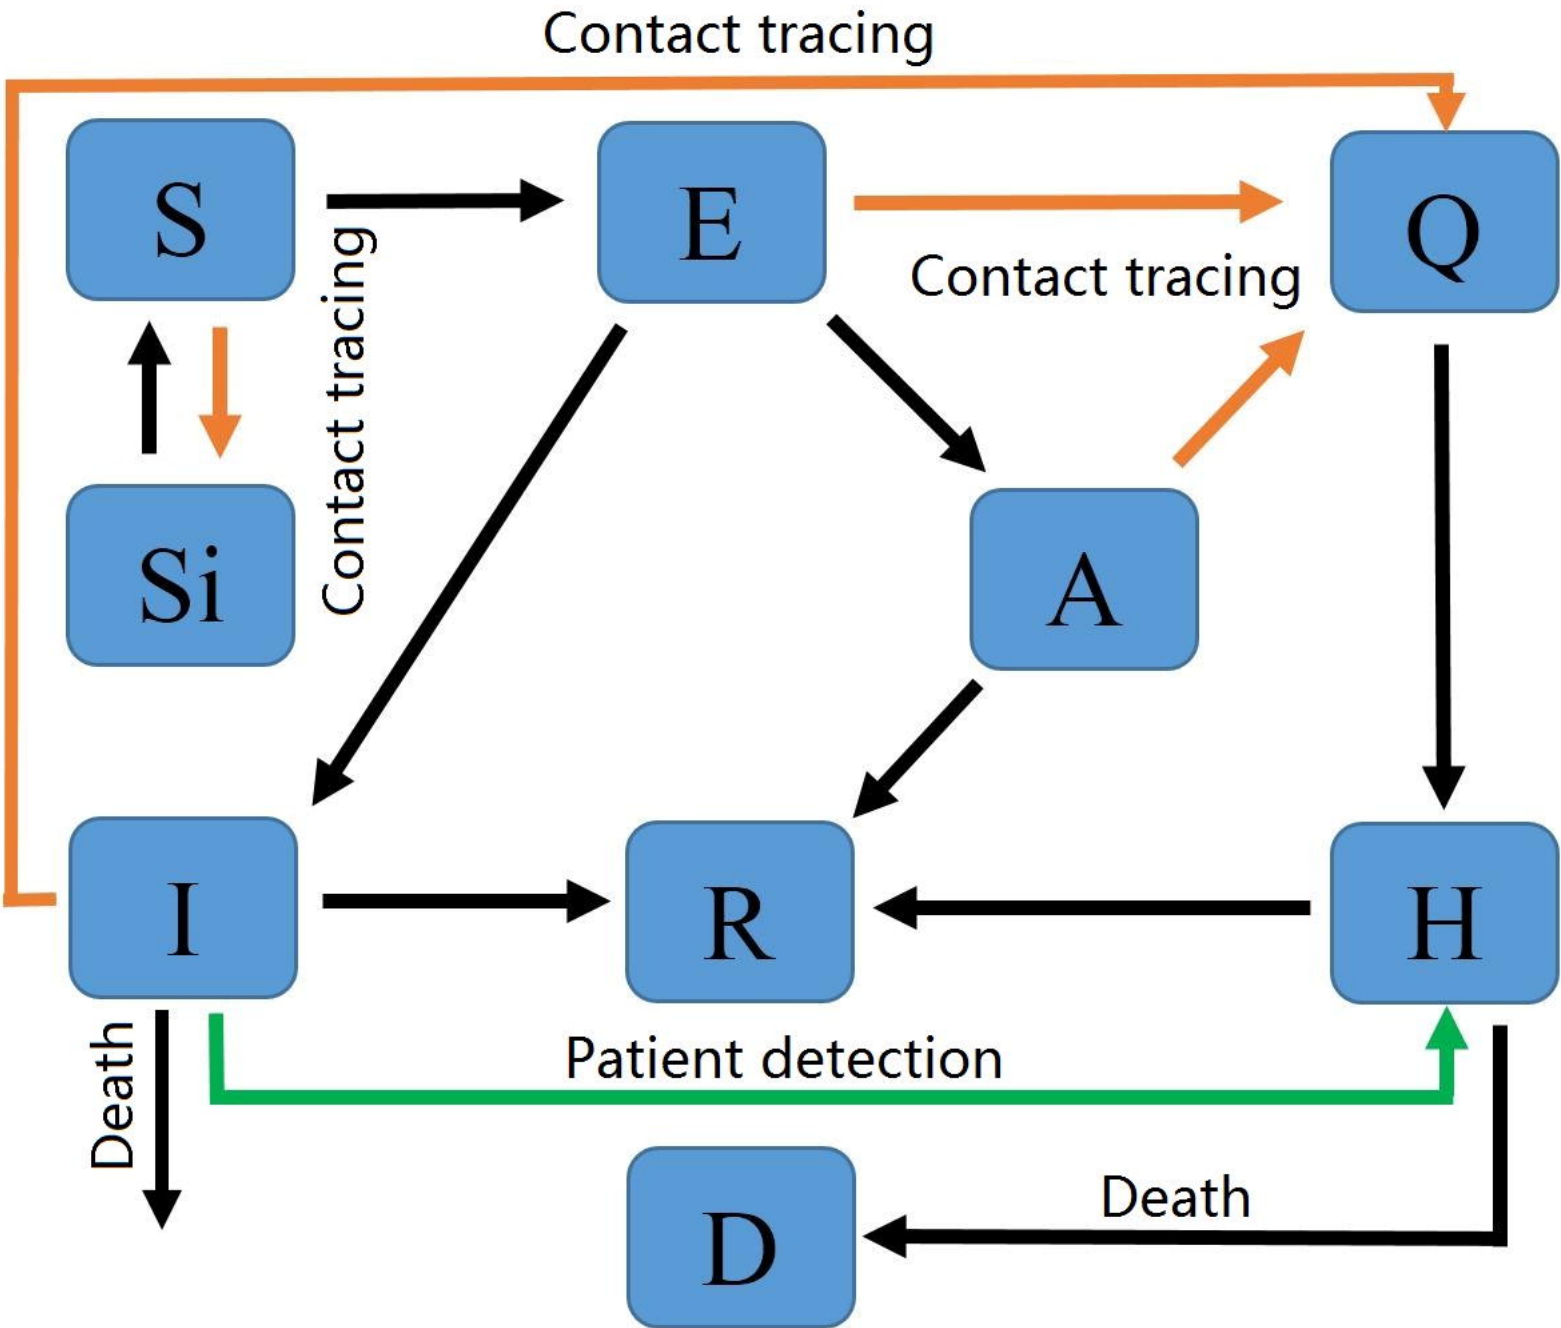 Contact tracing
S
E
Q
Contact tracing
Contact tracing
Si
A
I
R
H
Death
Patient detection
D
Death